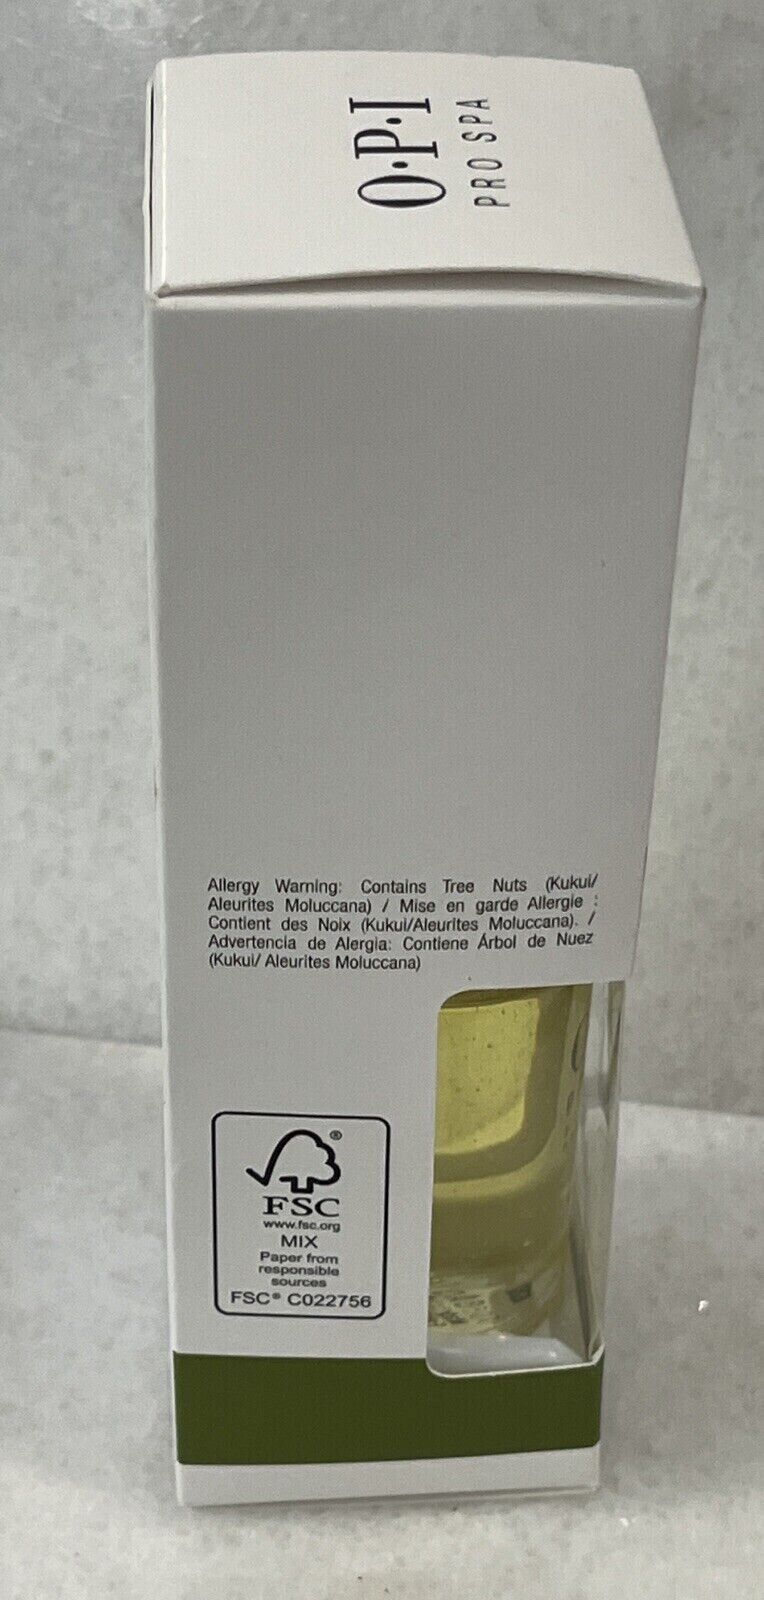 O·P·I
PRO SPA
Allergy Warning: Contains Tree Nuts (Kukui/
Aleurites Moluccana) / Mise en garde Allergie :
Contient des Noix (Kukui/Aleurites Moluccana). /
Advertencia de Alergia: Contiene Árbol de Nuez
(Kukui/ Aleurites Moluccana)
®
FSC
www.fsc.org
MIX
Paper from
responsible
sources
FSC® C022756